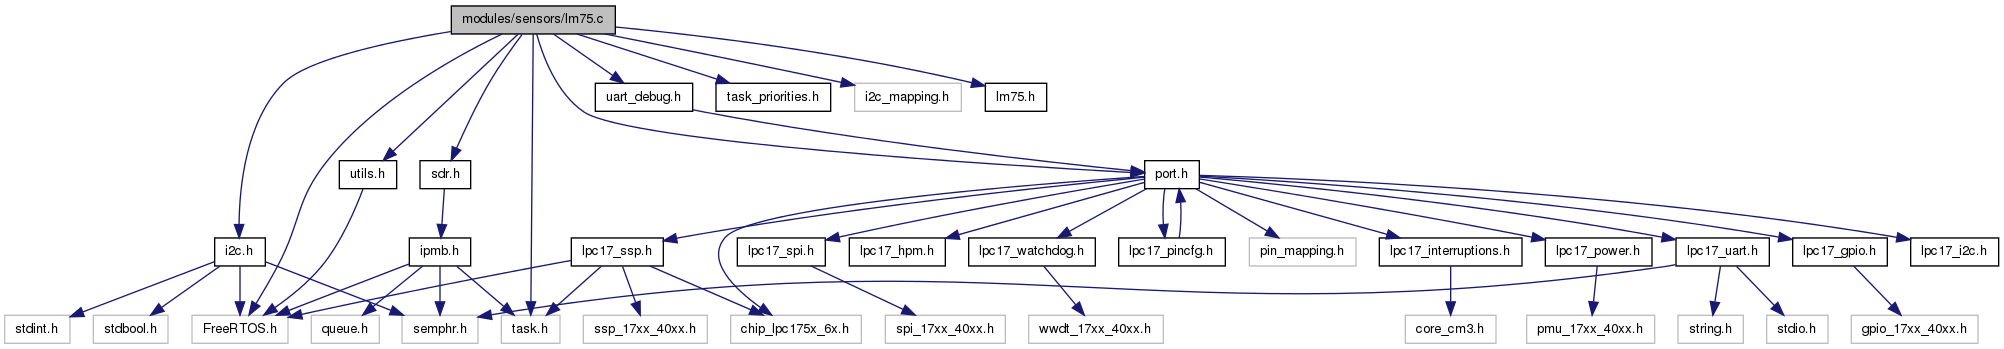 modules/sensors/lm75.c
uart_debug.h
task_priorities.h
i2c_mapping.h
lm75.h
utils.h
sdr.h
port.h
i2c.h
ipmb.h
lpc17_ssp.h
lpc17_spi.h
lpc17_hpm.h
lpc17_watchdog.h
lpc17_pincfg.h
pin_mapping.h
lpc17_interruptions.h
lpc17_power.h
lpc17_uart.h
lpc17_gpio.h
lpc17_i2c.h
stdint.h
stdbool.h
FreeRTOS.h
queue.h
semphr.h
task.h
ssp_17xx_40xx.h
chip_lpc175x_6x.h
spi_17xx_40xx.h
wwdt_17xx_40xx.h
core_cm3.h
pmu_17xx_40xx.h
string.h
stdio.h
gpio_17xx_40xx.h